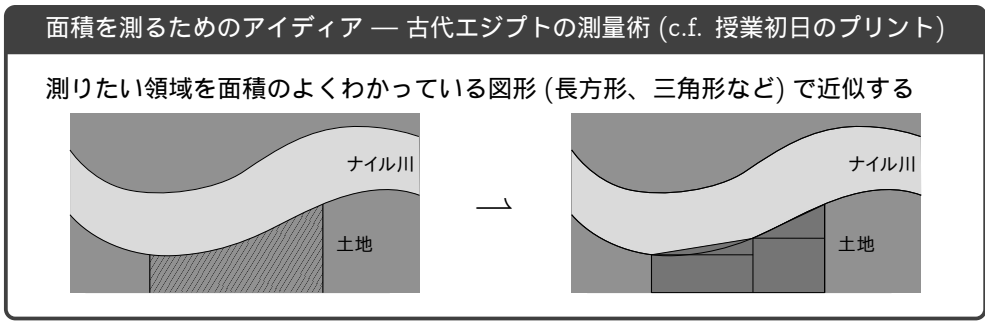 面積を測るためのアイディア — 古代エジプトの測量術 (c.f. 授業初日のプリント)
測りたい領域を面積のよくわかっている図形 (長方形、三角形など) で近似する
ナイル川
土地
ナイル川
土地